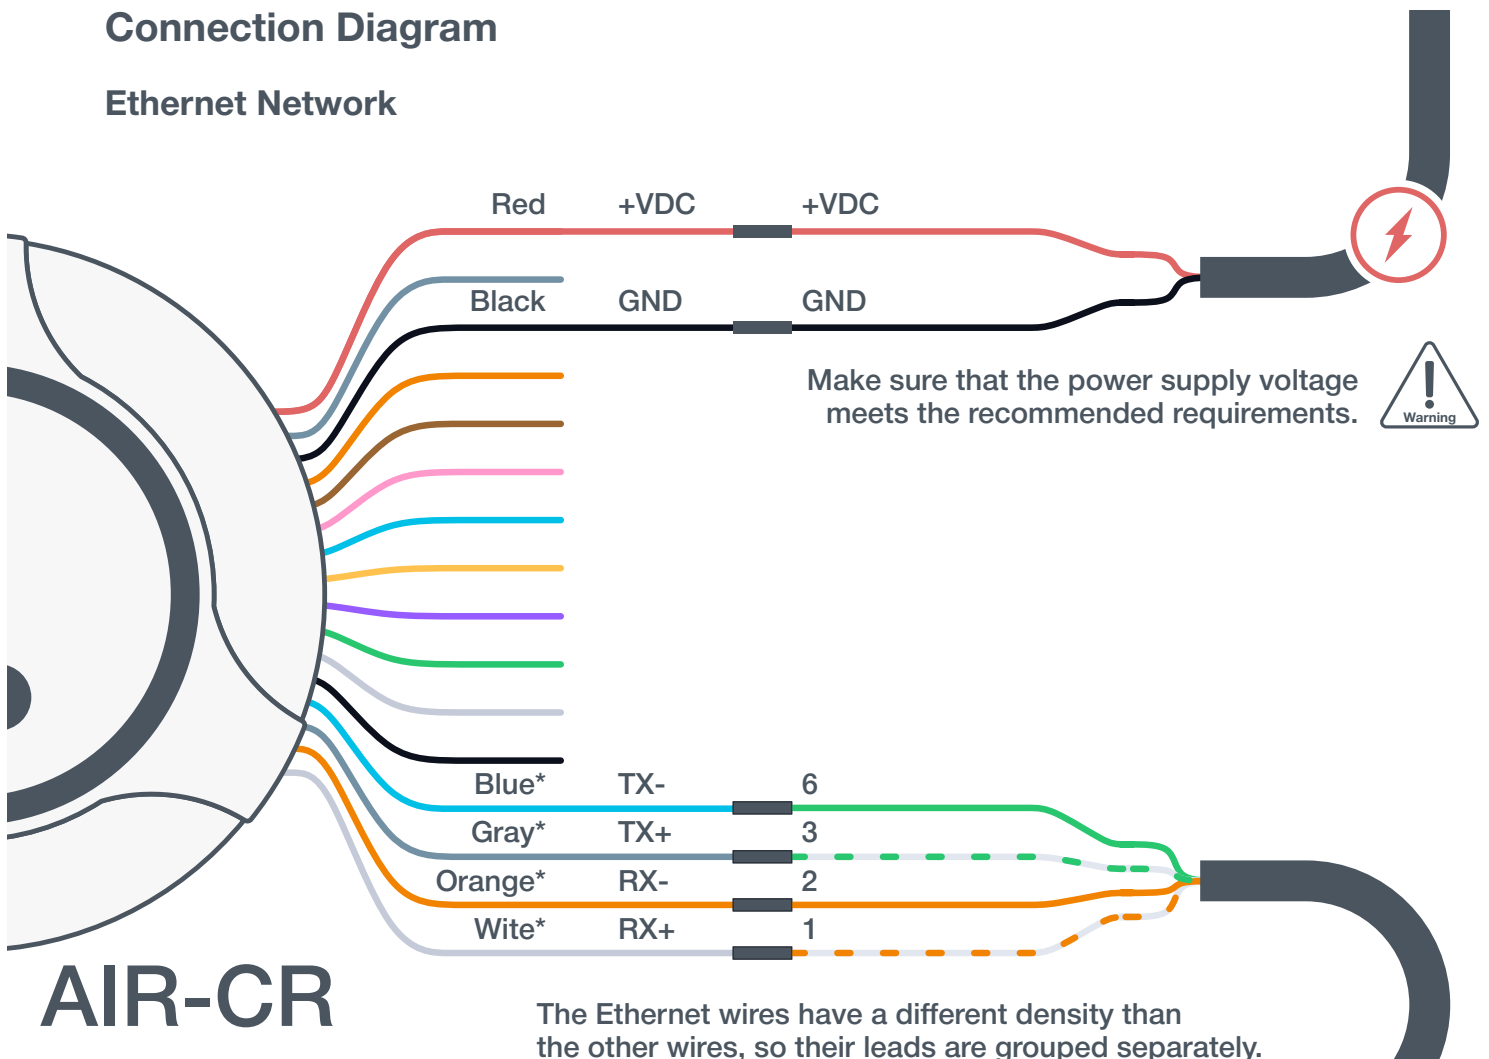 Connection Diagram
Ethernet Network
Red +VDC +VDC
Black GND GND
Make sure that the power supply voltage
meets the recommended requirements.
Warning
Blue* TX- 6
Gray* TX+ 3
Orange* RX- 2
Wite* RX+ 1
AIR-CR
The Ethernet wires have a different density than
the other wires, so their leads are grouped separately.